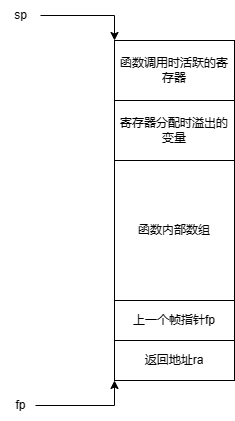 sp
函数调用时活跃的寄
存器
寄存器分配时溢出的
变量
函数内部数组
上一个帧指针fp
返回地址ra
fp